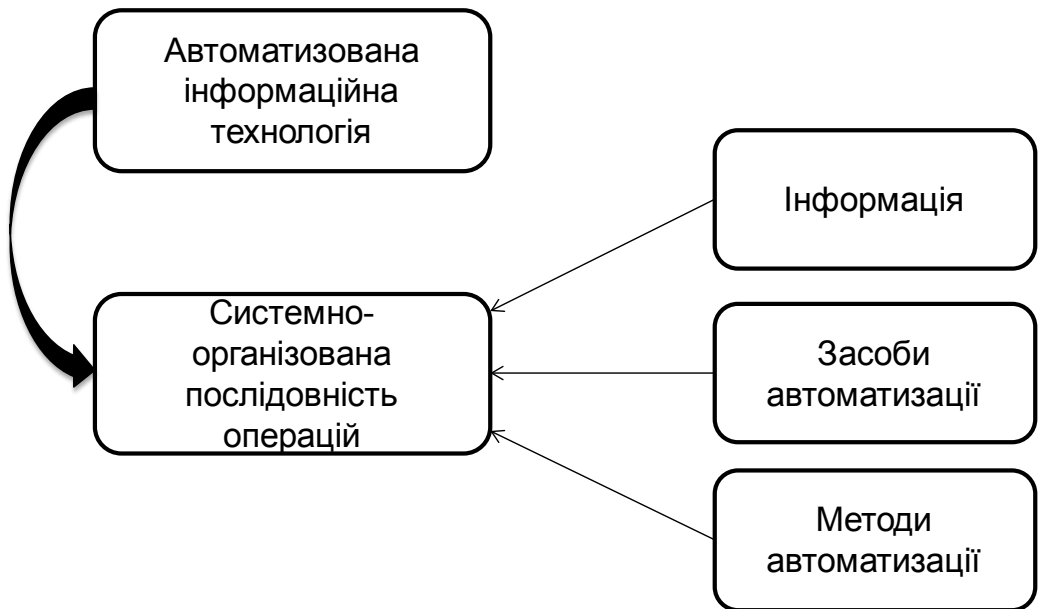 Автоматизована
інформаційна
технологія
Інформація
Системно-
організована
послідовність
операцій
Засоби
автоматизації
Методи
автоматизації